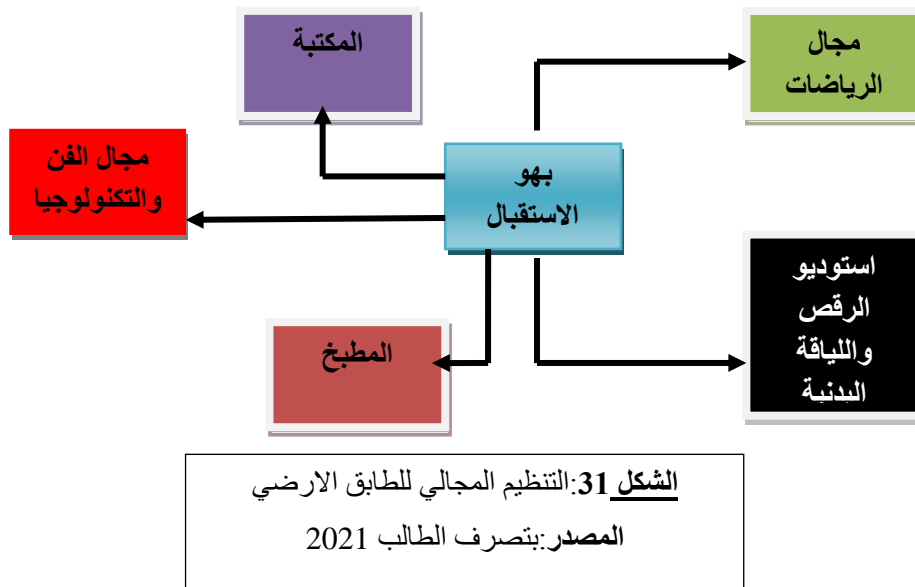 المكتبة
مجال
الرياضات
مجال الفن
والتكنولوجيا
بهو
الاستقبال
استوديو
الرقص
واللياقة
البدنبة
المطبخ
الشكل 31:التنظيم المجالي للطابق الارضي
المصدر:بتصرف الطالب 2021